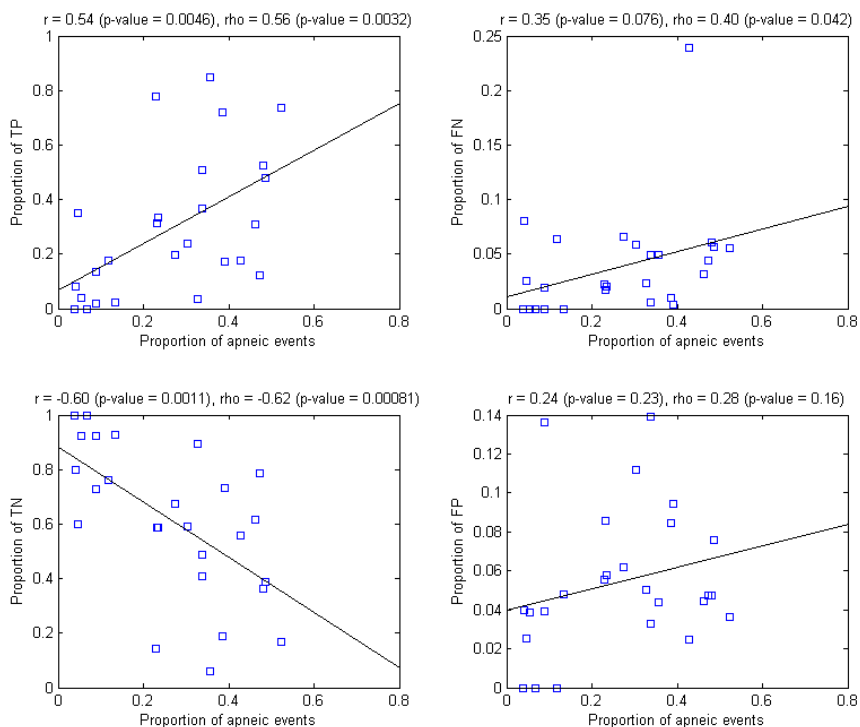 r = 0.54 (p-value = 0.0046), rho = 0.56 (p-value = 0.0032)
1
0.8
0.6
0.4
0.2
0
Proportion of TP
0 0.2 0.4 0.6 0.8
Proportion of apneic events
r = 0.35 (p-value = 0.076), rho = 0.40 (p-value = 0.042)
0.25
0.2
0.15
0.1
0.05
0
Proportion of FN
0 0.2 0.4 0.6 0.8
Proportion of apneic events
r = -0.60 (p-value = 0.0011), rho = -0.62 (p-value = 0.00081)
1
0.8
0.6
0.4
0.2
0
Proportion of TN
0 0.2 0.4 0.6 0.8
Proportion of apneic events
r = 0.24 (p-value = 0.23), rho = 0.28 (p-value = 0.16)
0.14
0.12
0.1
0.08
0.06
0.04
0.02
0
Proportion of FP
0 0.2 0.4 0.6 0.8
Proportion of apneic events